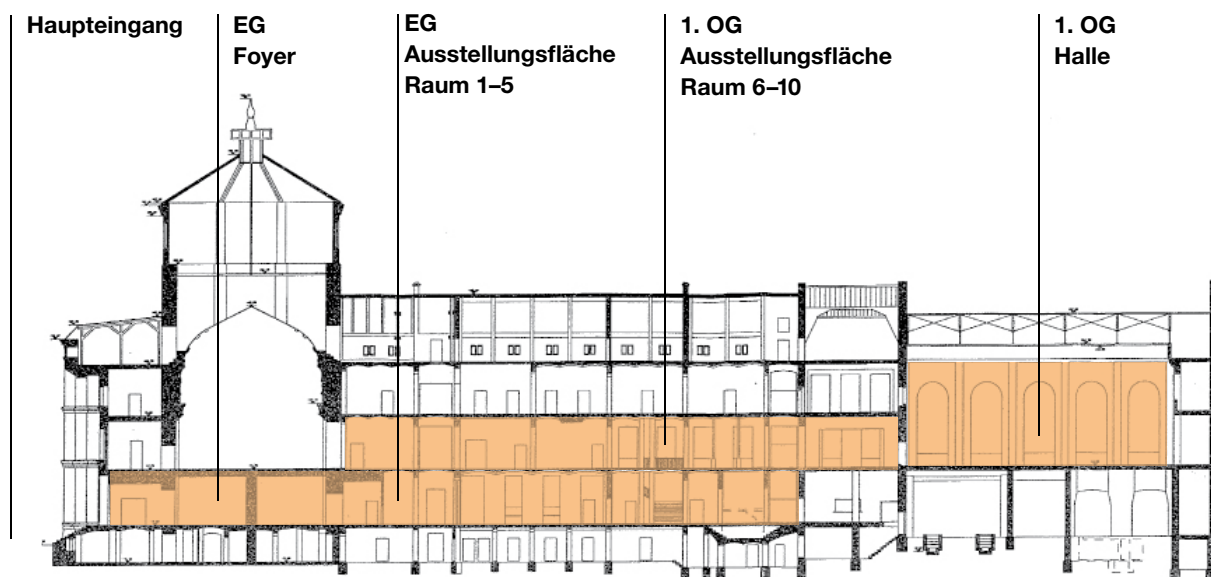 Haupteingang
EG
Foyer
EG
Ausstellungsfläche
Raum 1–5
1. OG
Ausstellungsfläche
Raum 6–10
1. OG
Halle